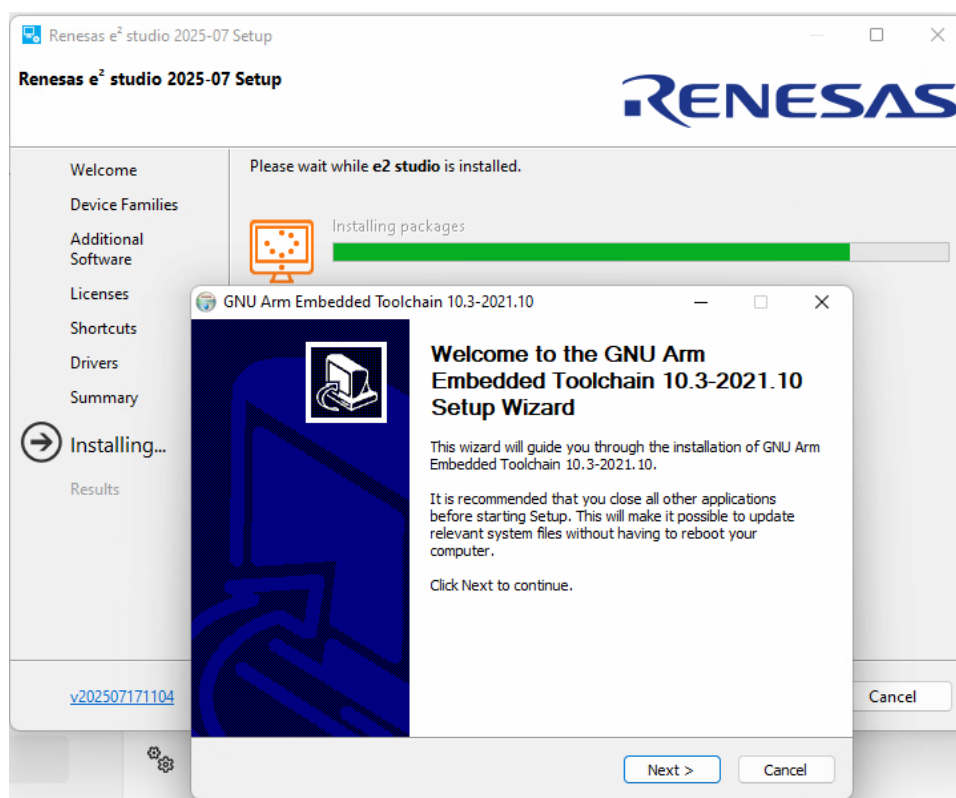 Renesas e² studio 2025-07 Setup
Renesas e² studio 2025-07 Setup
RENESAS
Welcome
Device Families
Additional
Software
Licenses
Shortcuts
Drivers
Summary
Installing...
Results
Please wait while e2 studio is installed.
Installing packages
GNU Arm Embedded Toolchain 10.3-2021.10
Welcome to the GNU Arm
Embedded Toolchain 10.3-2021.10
Setup Wizard
This wizard will guide you through the installation of GNU Arm
Embedded Toolchain 10.3-2021.10.
It is recommended that you close all other applications
before starting Setup. This will make it possible to update
relevant system files without having to reboot your
computer.
Click Next to continue.
v202507171104
Cancel
Next >
Cancel